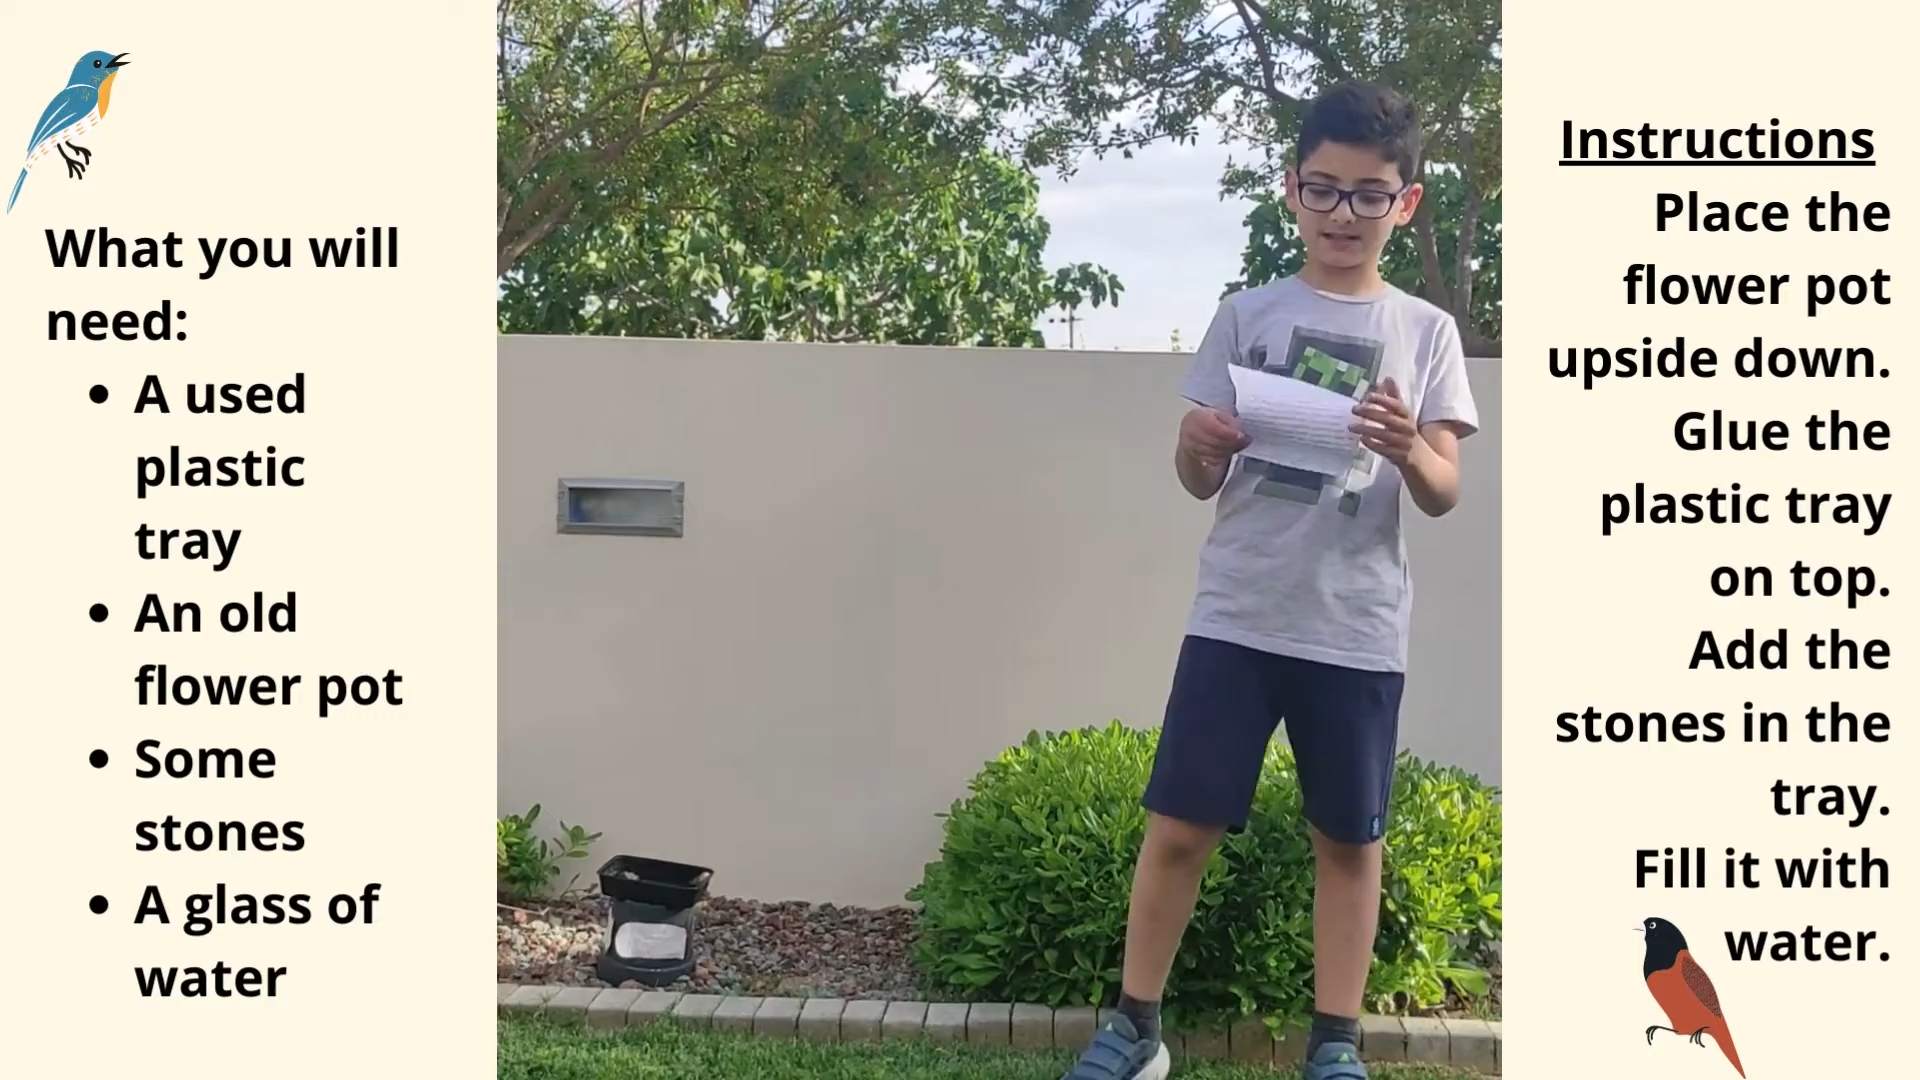 What you will
need:
• A used
plastic
tray
• An old
flower pot
• Some
stones
• A glass of
water
Instructions
Place the
flower pot
upside down.
Glue the
plastic tray
on top.
Add the
stones in the
tray.
Fill it with
water.